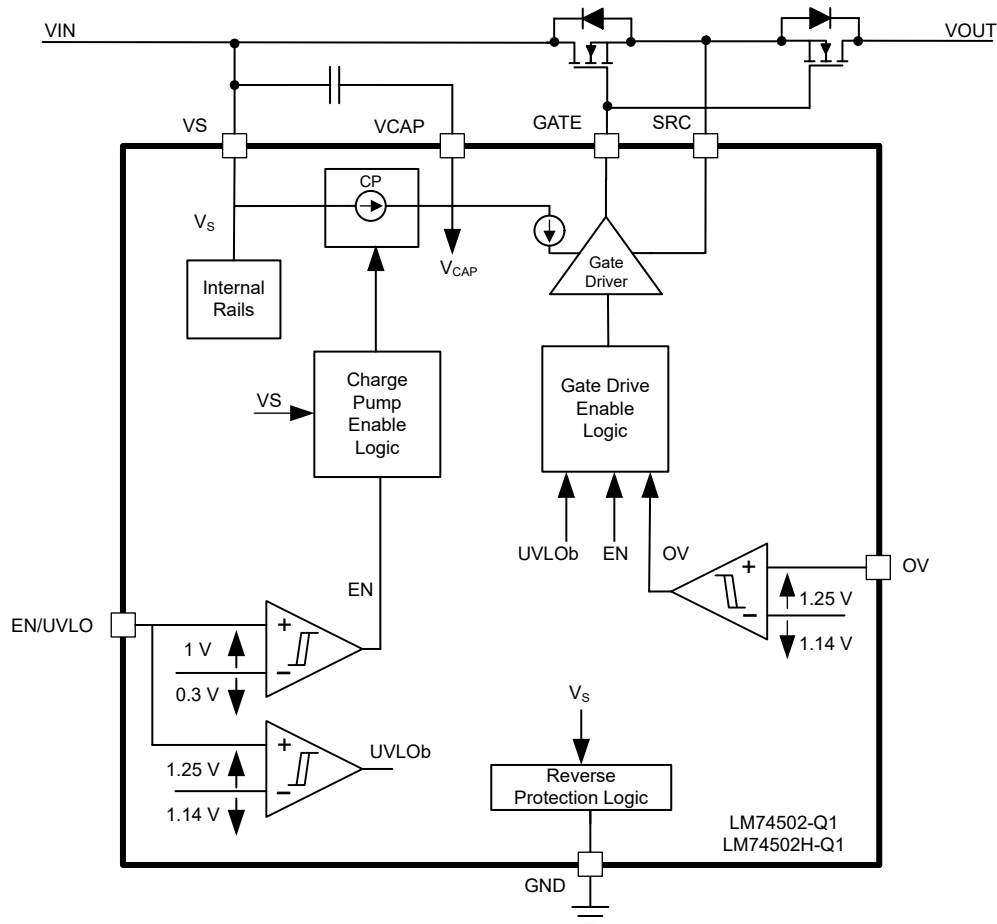 VIN
VOUT
VS
VCAP
GATE
SRC
CP
VS
VCAP
Internal
Rails
Gate
Driver
Charge
Pump
Enable
Logic
VS
Gate Drive
Enable
Logic
UVLOb
EN
OV
EN
OV
+
1.25 V
−
1.14 V
EN/UVLO
+
1 V
−
0.3 V
+
UVLOb
1.25 V
−
1.14 V
VS
Reverse
Protection Logic
LM74502-Q1
LM74502H-Q1
GND